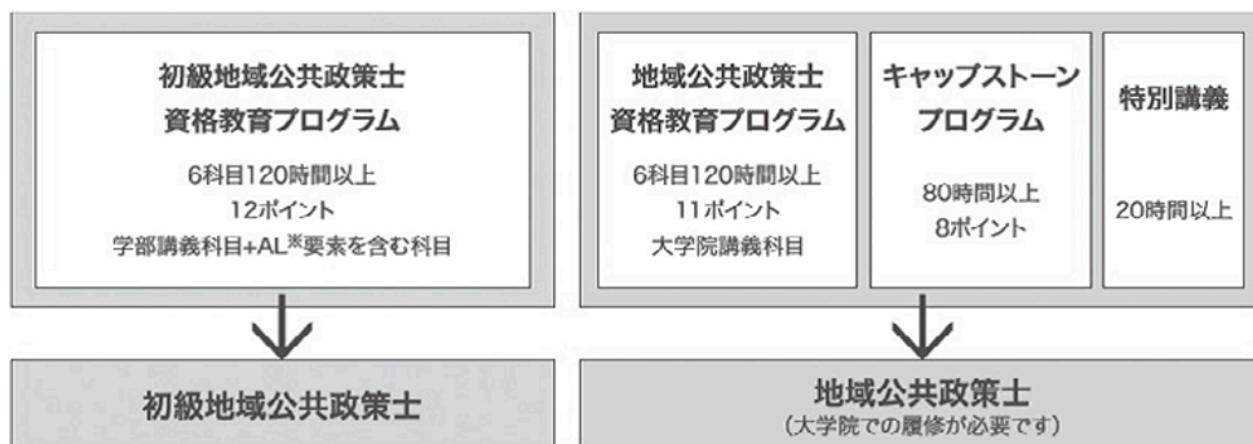 初級地域公共政策士
資格教育プログラム
6科目120時間以上
12ポイント
学部講義科目+AL※要素を含む科目
地域公共政策士
資格教育プログラム
6科目120時間以上
11ポイント
大学院講義科目
キャップストーン
プログラム
80時間以上
8ポイント
特別講義
20時間以上
初級地域公共政策士
地域公共政策士
(大学院での履修が必要です)